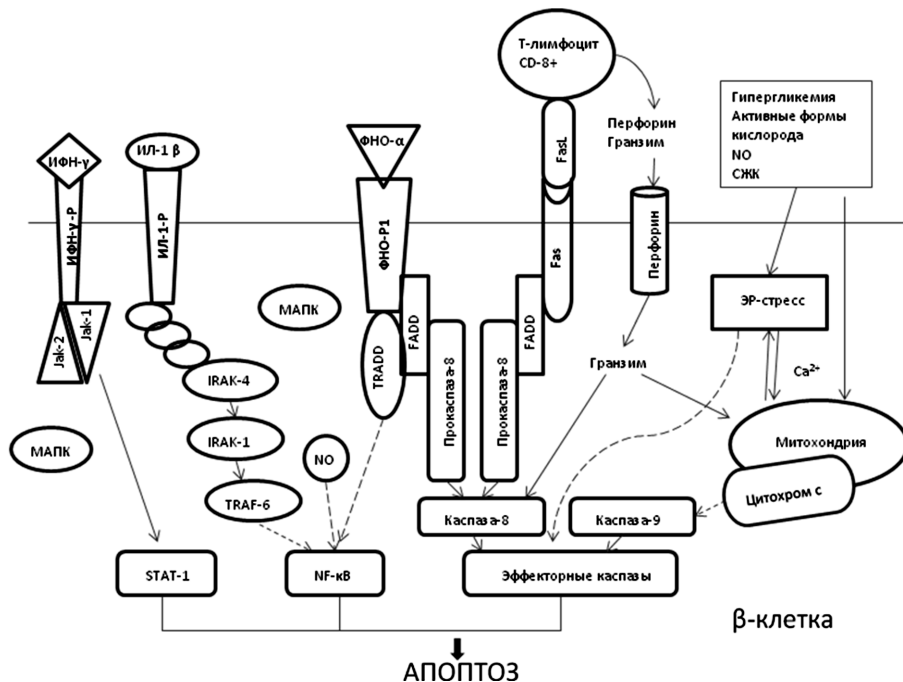 Т-лимфоцит
CD-8+
Гипергликемия
Активные формы
кислорода
NO
СЖК
Перфорин
Гранзим
ИФН-γ
ИЛ-1 β
ФНО-α
FasL
ИФН-γ-Р
ИЛ-1-Р
ФНО-Р1
Fas
Перфорин
Jak-2
Jak-1
МАПК
TRADD
FADD
Прокаспаза-8
Прокаспаза-8
FADD
ЭР-стресс
Ca²⁺
Гранзим
IRAK-4
IRAK-1
МАПК
NO
TRAF-6
Митохондрия
Цитохром с
Каспаза-8
Каспаза-9
STAT-1
NF-κB
Эффекторные каспазы
β-клетка
АПОПТОЗ